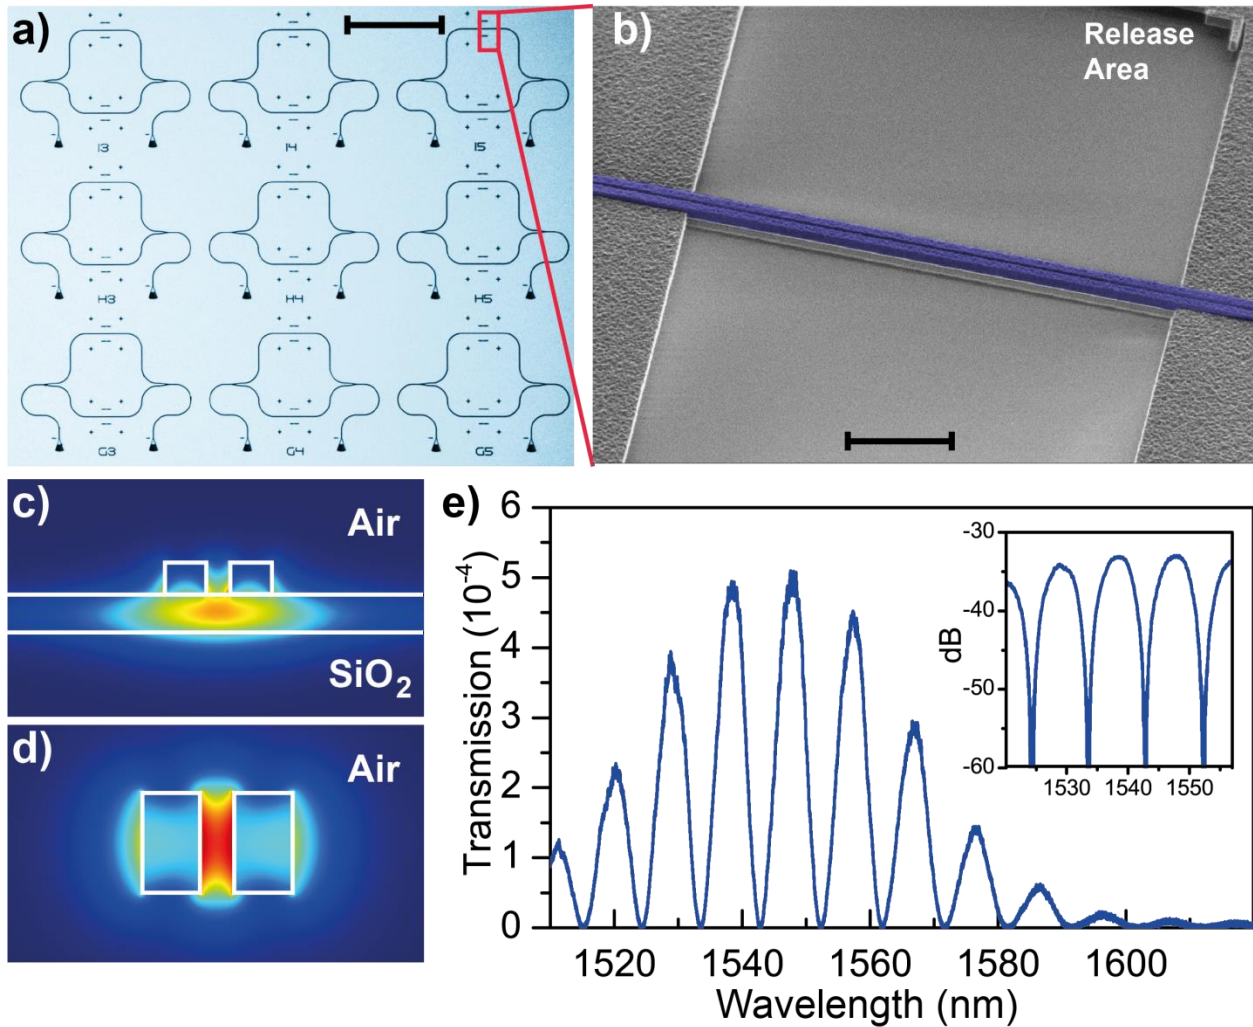 a)
I3 I4 I5
H3 H4 H5
G3 G4 G5
b)
Release
Area
c)
Air
SiO2
d)
Air
e)
Transmission (10-4)
6
5
4
3
2
1
0
1520 1540 1560 1580 1600
Wavelength (nm)
dB
-30
-40
-50
-60
1530 1540 1550